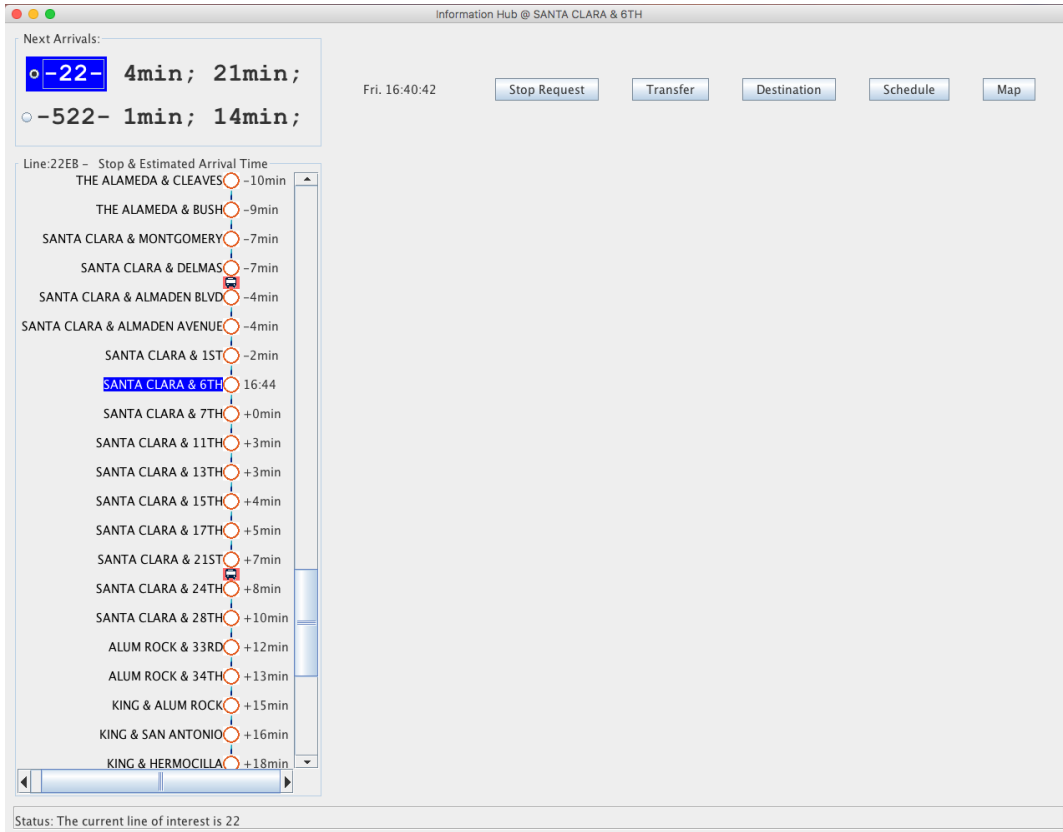 Information Hub @ SANTA CLARA & 6TH
Next Arrivals:
-22- 4min; 21min;
-522- 1min; 14min;
Fri. 16:40:42
Stop Request
Transfer
Destination
Schedule
Map
Line:22EB – Stop & Estimated Arrival Time
THE ALAMEDA & CLEAVES -10min
THE ALAMEDA & BUSH -9min
SANTA CLARA & MONTGOMERY -7min
SANTA CLARA & DELMAS -7min
SANTA CLARA & ALMADEN BLVD -4min
SANTA CLARA & ALMADEN AVENUE -4min
SANTA CLARA & 1ST -2min
SANTA CLARA & 6TH 16:44
SANTA CLARA & 7TH +0min
SANTA CLARA & 11TH +3min
SANTA CLARA & 13TH +3min
SANTA CLARA & 15TH +4min
SANTA CLARA & 17TH +5min
SANTA CLARA & 21ST +7min
SANTA CLARA & 24TH +8min
SANTA CLARA & 28TH +10min
ALUM ROCK & 33RD +12min
ALUM ROCK & 34TH +13min
KING & ALUM ROCK +15min
KING & SAN ANTONIO +16min
KING & HERMOCILLA +18min
Status: The current line of interest is 22